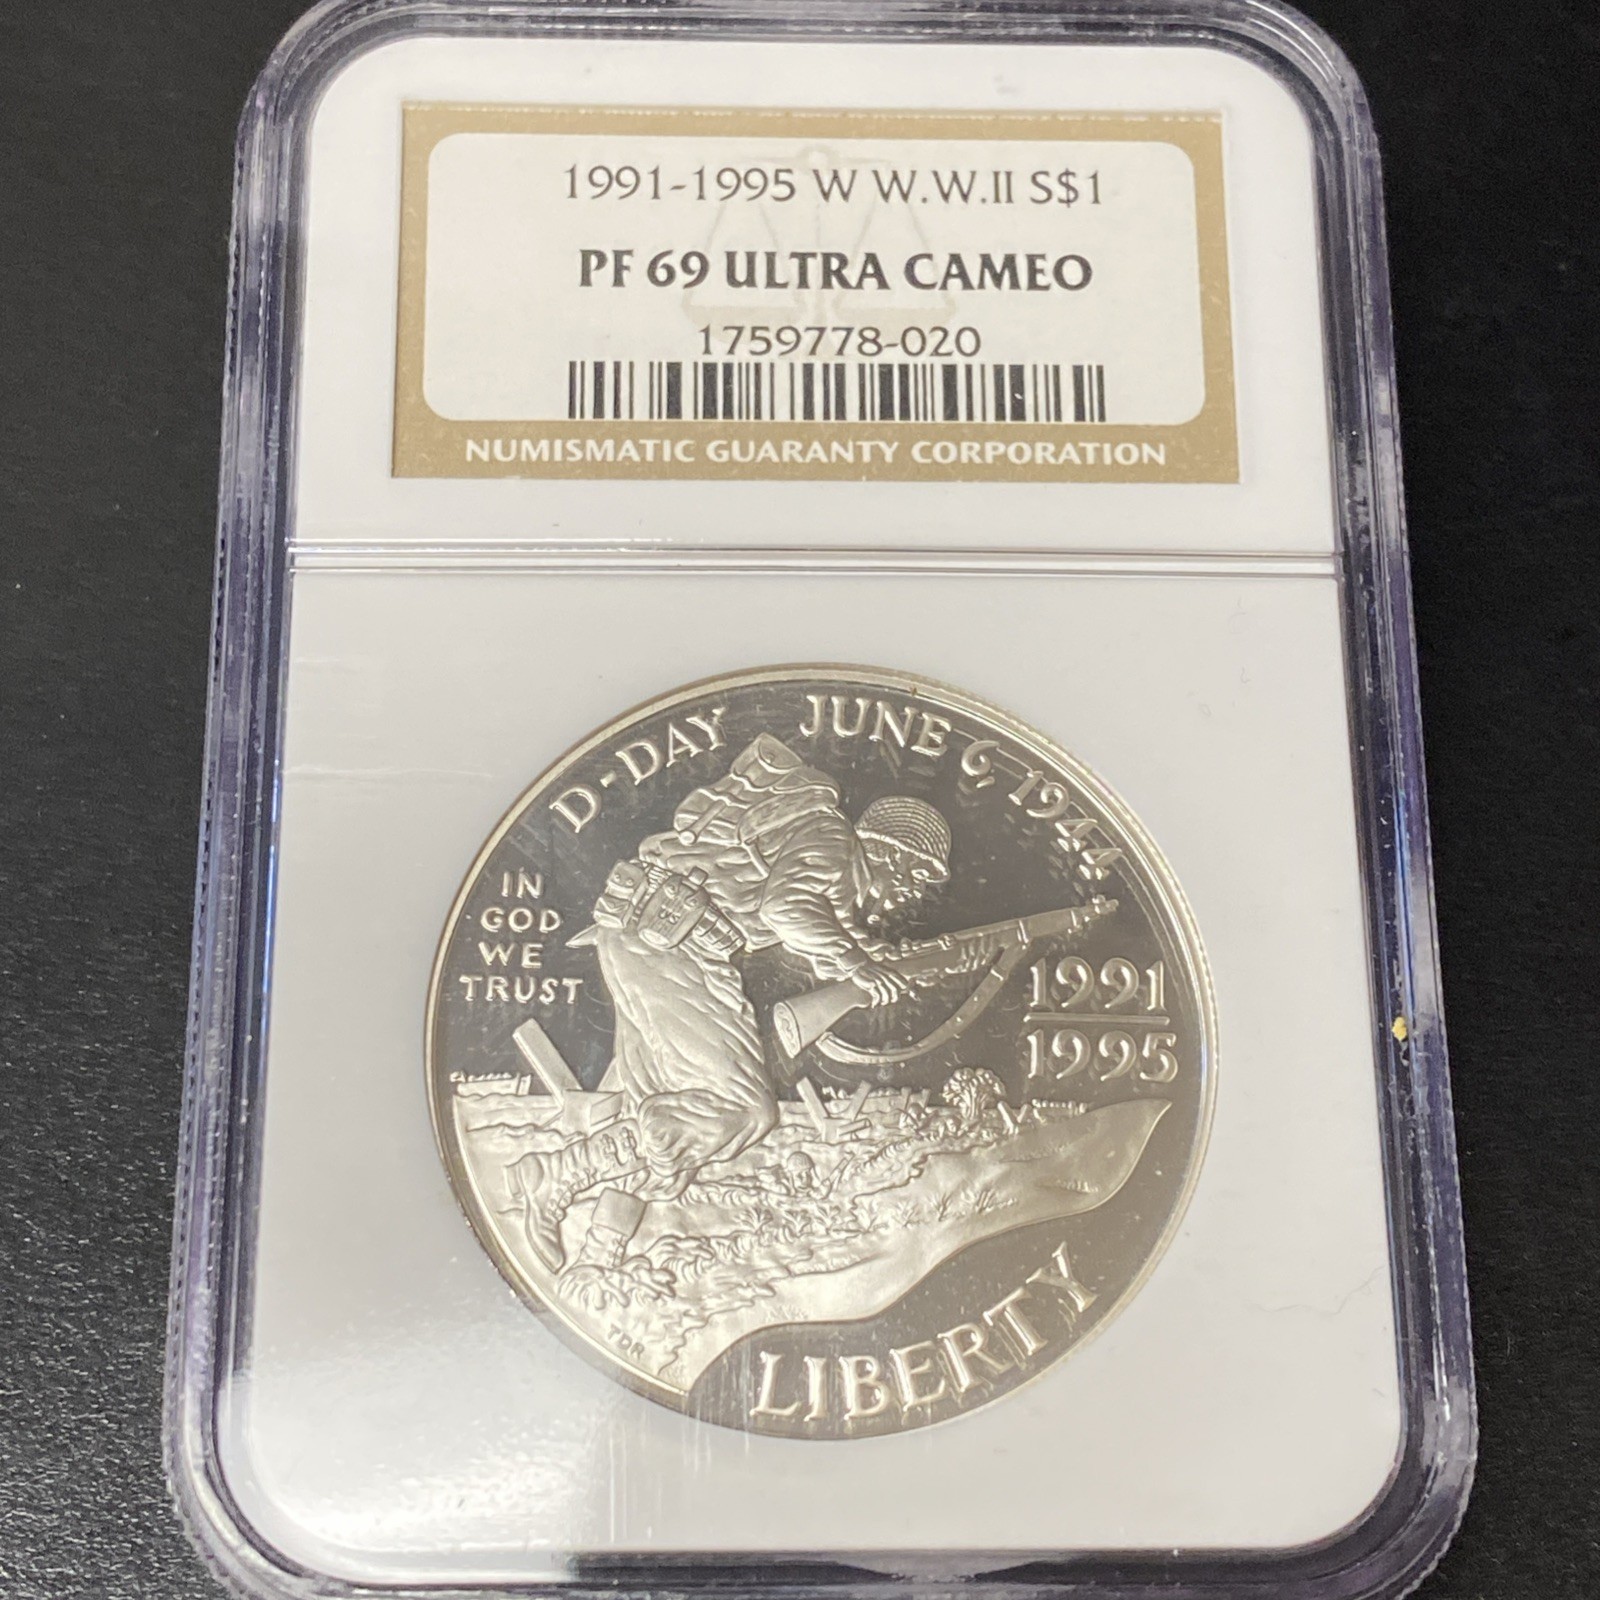 1991-1995 W W.W.II S$1
PF 69 ULTRA CAMEO
1759778-020
NUMISMATIC GUARANTY CORPORATION
D-DAY JUNE 6, 1944
IN
GOD
WE
TRUST
US
1991
1995
TDR
LIBERTY